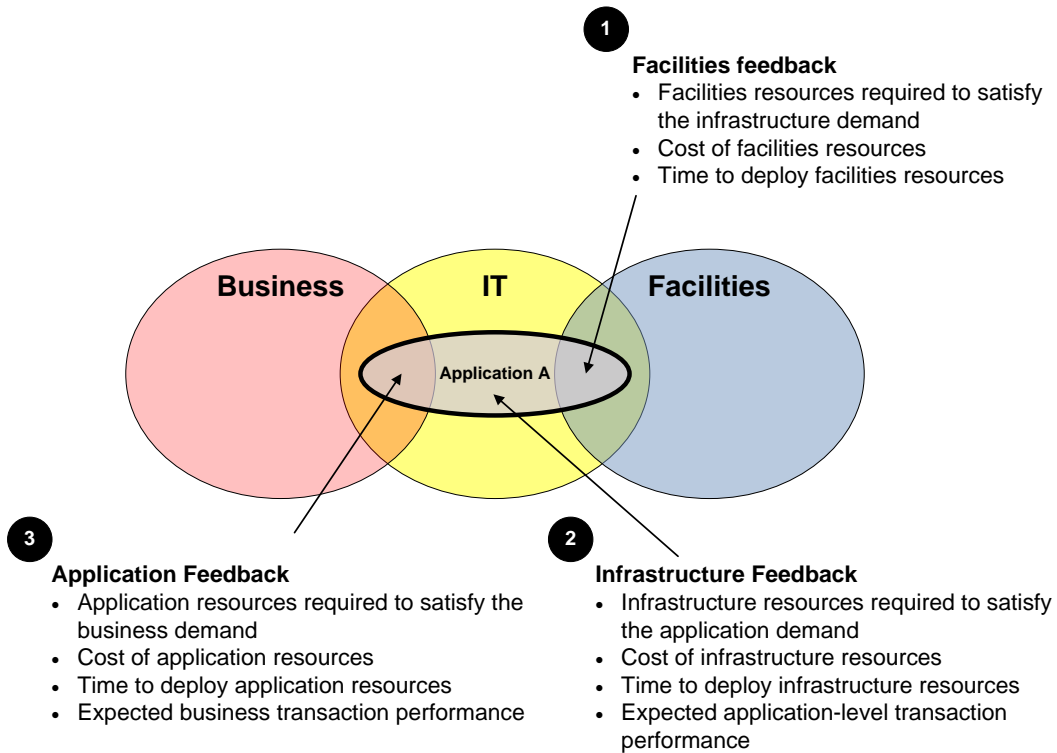 1
Facilities feedback
• Facilities resources required to satisfy
the infrastructure demand
• Cost of facilities resources
• Time to deploy facilities resources
Business
IT
Facilities
Application A
3
Application Feedback
• Application resources required to satisfy the
business demand
• Cost of application resources
• Time to deploy application resources
• Expected business transaction performance
2
Infrastructure Feedback
• Infrastructure resources required to satisfy
the application demand
• Cost of infrastructure resources
• Time to deploy infrastructure resources
• Expected application-level transaction
performance